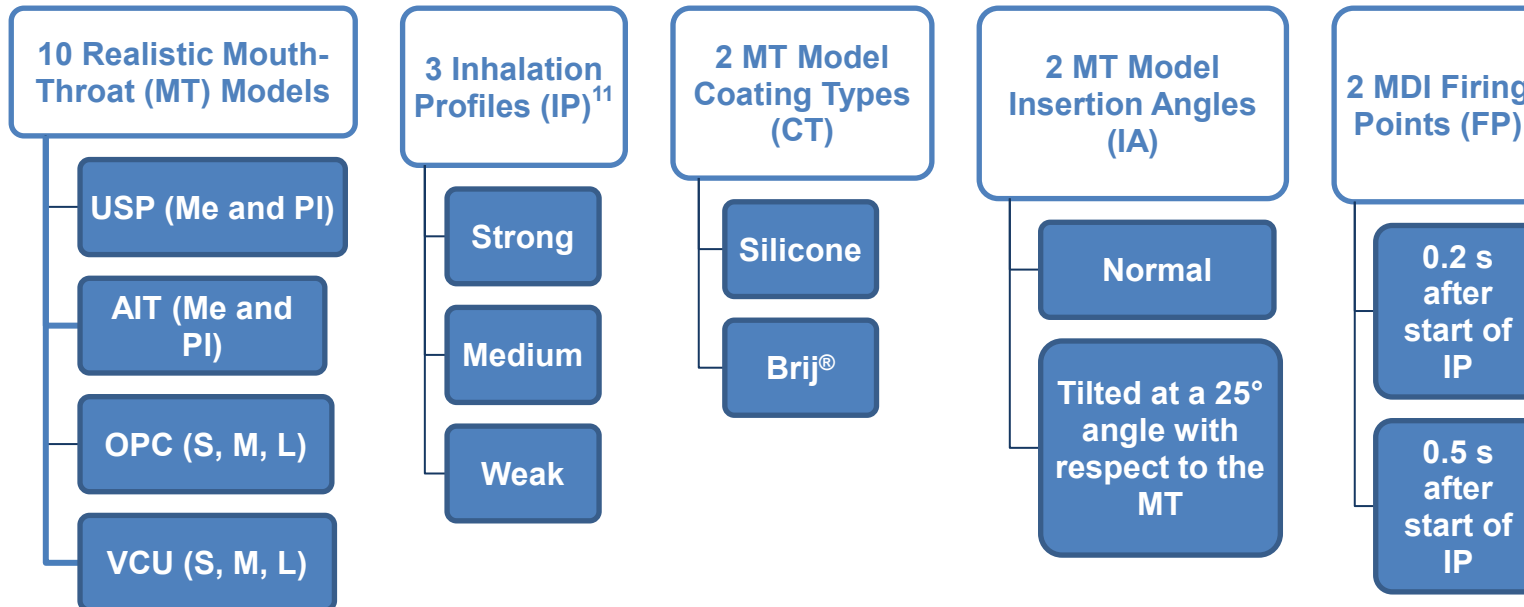 10 Realistic Mouth-
Throat (MT) Models
USP (Me and Pl)
AIT (Me and
Pl)
OPC (S, M, L)
VCU (S, M, L)
3 Inhalation
Profiles (IP)11
Strong
Medium
Weak
2 MT Model
Coating Types
(CT)
Silicone
Brij®
2 MT Model
Insertion Angles
(IA)
Normal
Tilted at a 25°
angle with
respect to the
MT
2 MDI Firing
Points (FP)
0.2 s
after
start of
IP
0.5 s
after
start of
IP